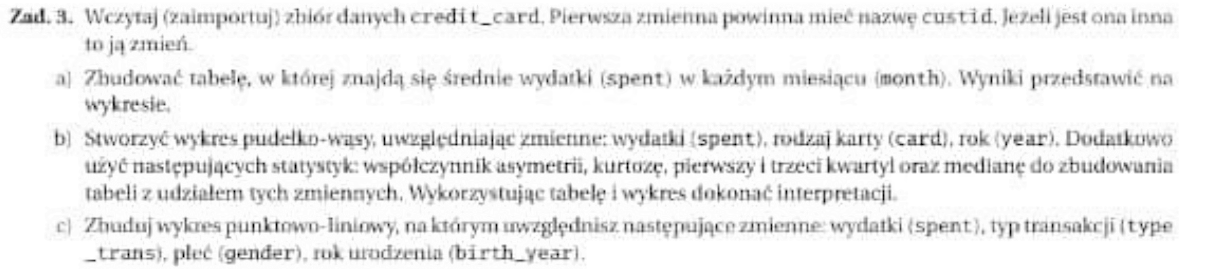 Zad. 3. Wczytaj (zaimportuj) zbiór danych credit_card. Pierwsza zmienna powinna mieć nazwę custid. Jeżeli jest ona inna
to ją zmień.
a) Zbudować tabelę, w której znajdą się średnie wydatki (spent) w każdym miesiącu (month). Wyniki przedstawić na
wykresie.
b) Stworzyć wykres pudełko-wąsy, uwzględniając zmienne: wydatki (spent), rodzaj karty (card), rok (year). Dodatkowo
użyć następujących statystyk: współczynnik asymetrii, kurtozę, pierwszy i trzeci kwartyl oraz medianę do zbudowania
tabeli z udziałem tych zmiennych. Wykorzystując tabelę i wykres dokonać interpretacji.
c) Zbuduj wykres punktowo-liniowy, na którym uwzględnisz następujące zmienne: wydatki (spent), typ transakcji (type
_trans), płeć (gender), rok urodzenia (birth_year).